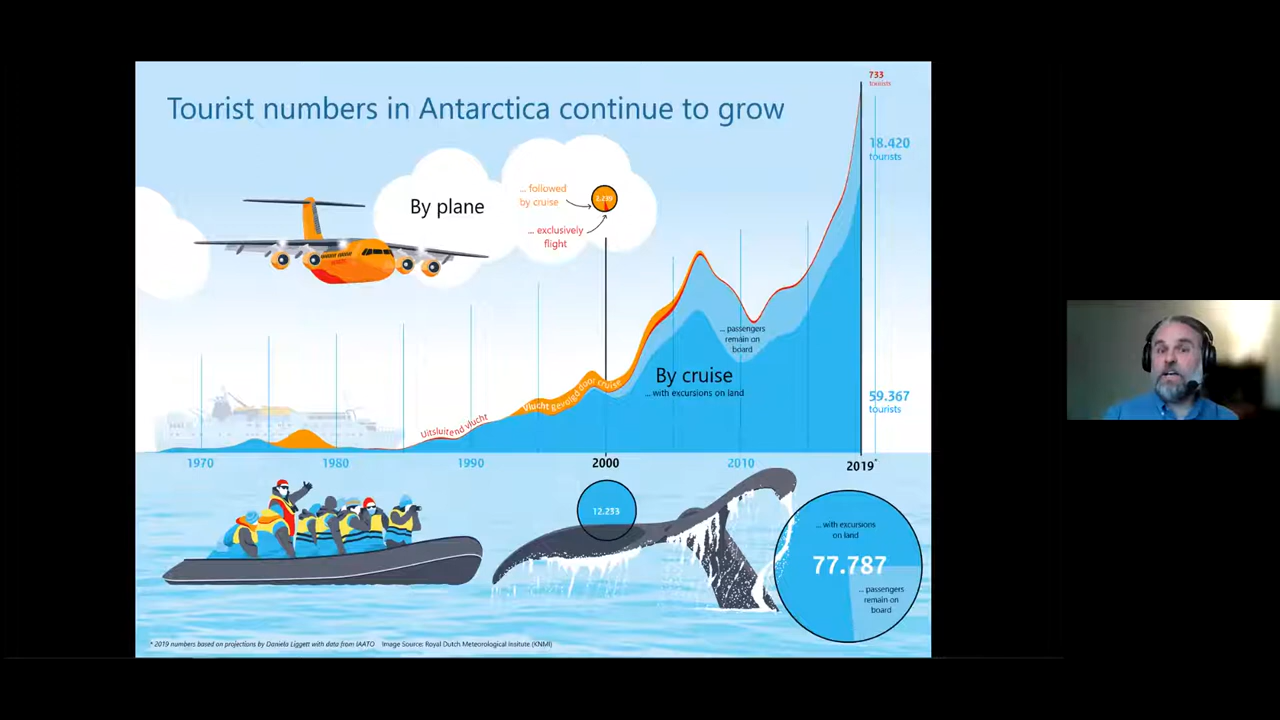 Tourist numbers in Antarctica continue to grow
733
tourists
18.420
tourists
By plane
... followed
by cruise
2.239
... exclusively
flight
... passengers
remain on
board
By cruise
... with excursions on land
59.367
tourists
Uitsluitend vlucht
Vlucht gevolgd door cruise
1970
1980
1990
2000
2010
2019*
12.233
... with excursions
on land
77.787
... passengers
remain on
board
* 2019 numbers based on projections by Daniela Liggett with data from IAATO Image Source: Royal Dutch Meteorological Insitute (KNMI)